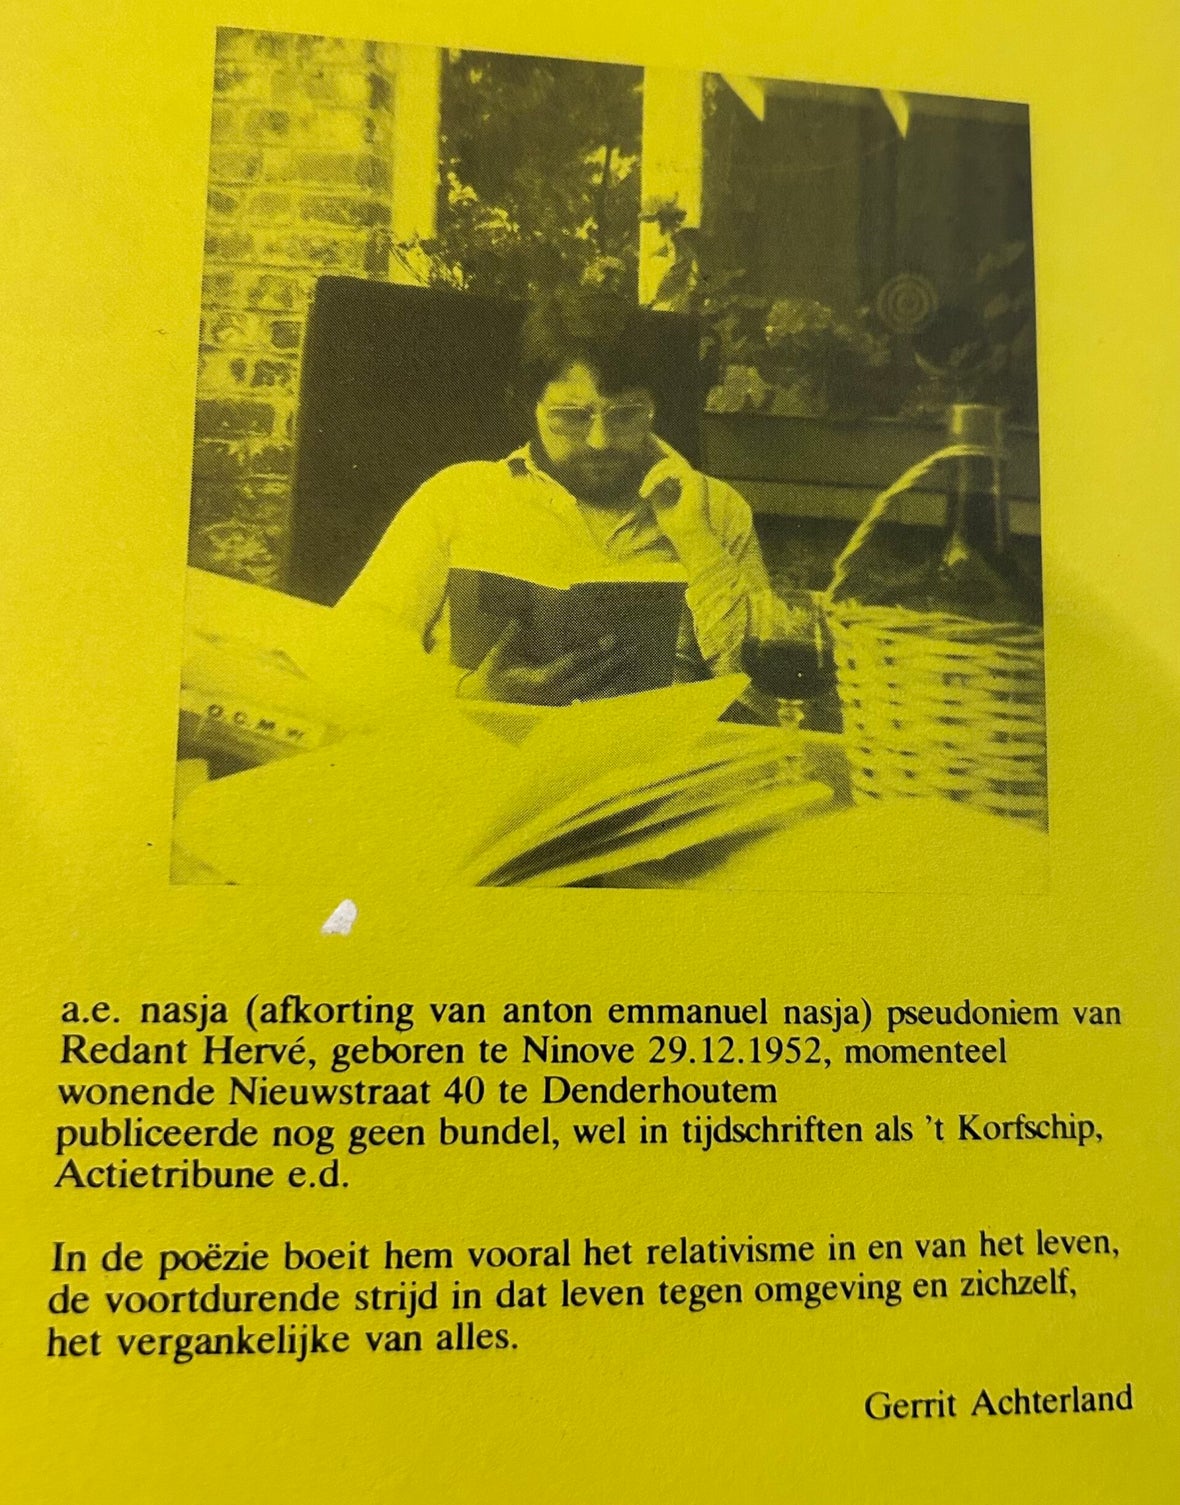 O.C.M.W.
a.e. nasja (afkorting van anton emmanuel nasja) pseudoniem van
Redant Hervé, geboren te Ninove 29.12.1952, momenteel
wonende Nieuwstraat 40 te Denderhoutem
publiceerde nog geen bundel, wel in tijdschriften als 't Korfschip,
Actietribune e.d.
In de poëzie boeit hem vooral het relativisme in en van het leven,
de voortdurende strijd in dat leven tegen omgeving en zichzelf,
het vergankelijke van alles.
Gerrit Achterland